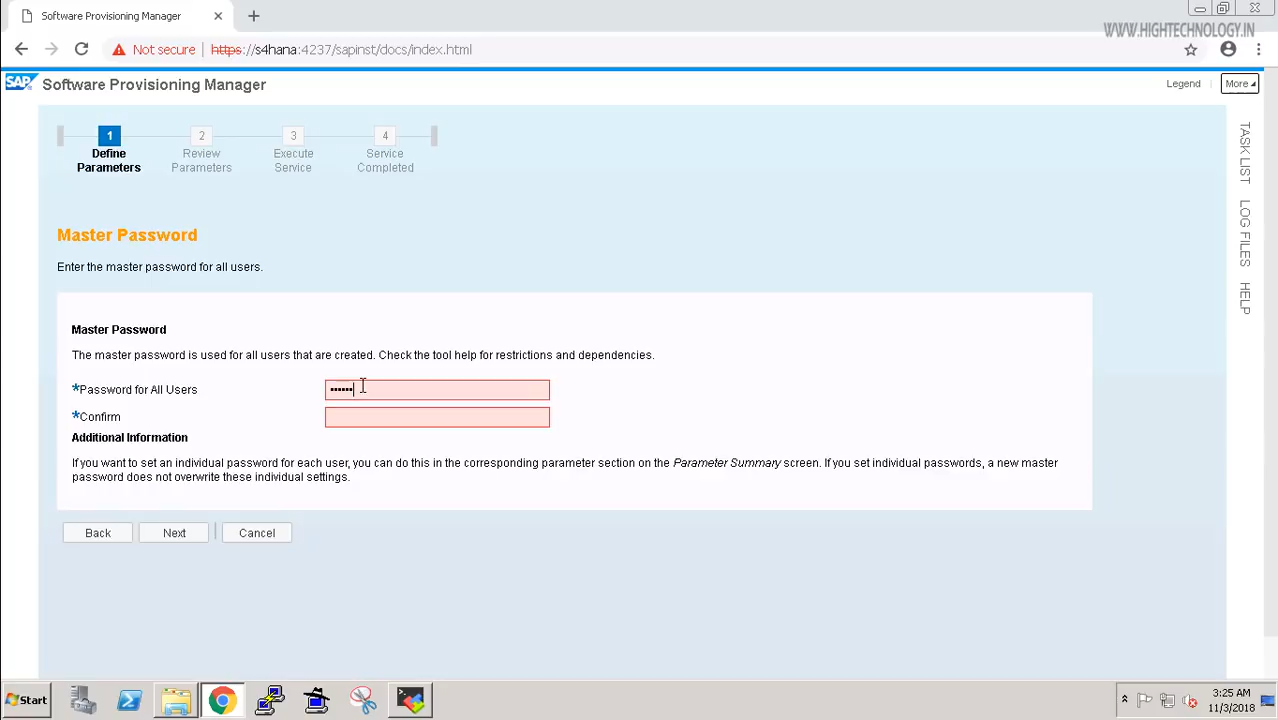 Software Provisioning Manager
WWW.HIGHTECHNOLOGY.IN
Not secure
https://s4hana:4237/sapinst/docs/index.html
SAP
Software Provisioning Manager
Legend
More
1
Define
Parameters
2
Review
Parameters
3
Execute
Service
4
Service
Completed
TASK LIST
LOG FILES
HELP
Master Password
Enter the master password for all users.
Master Password
The master password is used for all users that are created. Check the tool help for restrictions and dependencies.
*Password for All Users
••••••
*Confirm
Additional Information
If you want to set an individual password for each user, you can do this in the corresponding parameter section on the Parameter Summary screen. If you set individual passwords, a new master
password does not overwrite these individual settings.
Back
Next
Cancel
Start
3:25 AM
11/3/2018